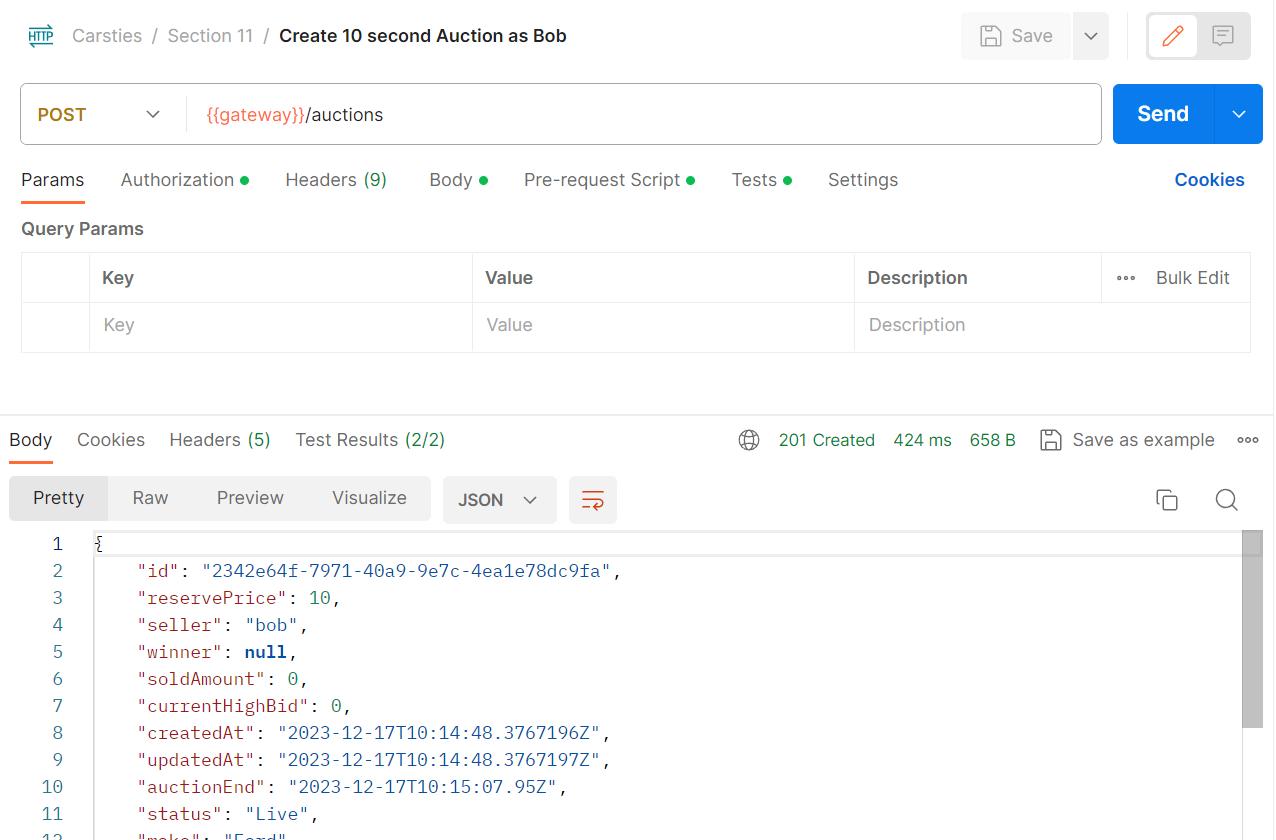 HTTP Carsties / Section 11 / Create 10 second Auction as Bob Save
POST {{gateway}}/auctions Send
Params Authorization Headers (9) Body Pre-request Script Tests Settings Cookies
Query Params
Key Value Description Bulk Edit
Key Value Description
Body Cookies Headers (5) Test Results (2/2) 201 Created 424 ms 658 B Save as example
Pretty Raw Preview Visualize JSON
1 {
2 "id": "2342e64f-7971-40a9-9e7c-4ea1e78dc9fa",
3 "reservePrice": 10,
4 "seller": "bob",
5 "winner": null,
6 "soldAmount": 0,
7 "currentHighBid": 0,
8 "createdAt": "2023-12-17T10:14:48.3767196Z",
9 "updatedAt": "2023-12-17T10:14:48.3767197Z",
10 "auctionEnd": "2023-12-17T10:15:07.95Z",
11 "status": "Live",
12 "make": "Ford"